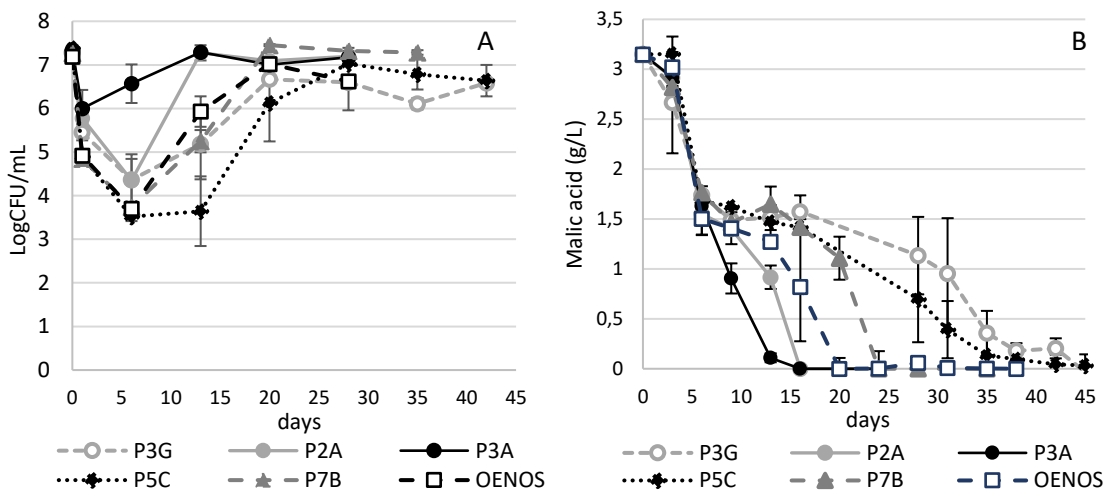 A
LogCFU/mL
8
7
6
5
4
3
2
1
0
0 5 10 15 20 25 30 35 40 45
days
P3G P2A P3A
P5C P7B OENOS
B
Malic acid (g/L)
3,5
3
2,5
2
1,5
1
0,5
0
0 5 10 15 20 25 30 35 40 45
days
P3G P2A P3A
P5C P7B OENOS